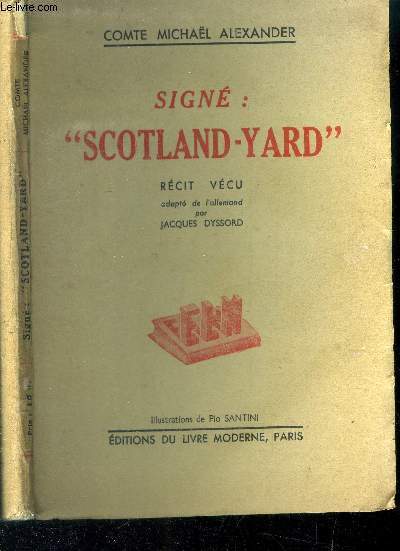 COMTE MICHAËL ALEXANDER
SIGNÉ :
“SCOTLAND-YARD”
RÉCIT VÉCU
adapté de l'allemand
par
JACQUES DYSSORD
Illustrations de Pio SANTINI
ÉDITIONS DU LIVRE MODERNE, PARIS
COMTE
MICHAËL ALEXANDER
Signé : “SCOTLAND-YARD”
Le-livre.com